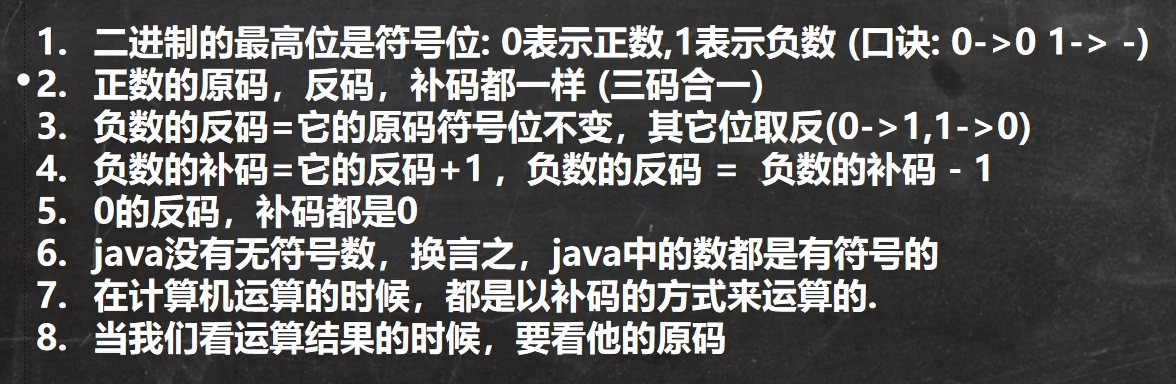 1. 二进制的最高位是符号位: 0表示正数,1表示负数 (口诀: 0->0 1-> -)
•2. 正数的原码，反码，补码都一样 (三码合一)
3. 负数的反码=它的原码符号位不变，其它位取反(0->1,1->0)
4. 负数的补码=它的反码+1 ，负数的反码 = 负数的补码 - 1
5. 0的反码，补码都是0
6. java没有无符号数，换言之，java中的数都是有符号的
7. 在计算机运算的时候，都是以补码的方式来运算的.
8. 当我们看运算结果的时候，要看他的原码